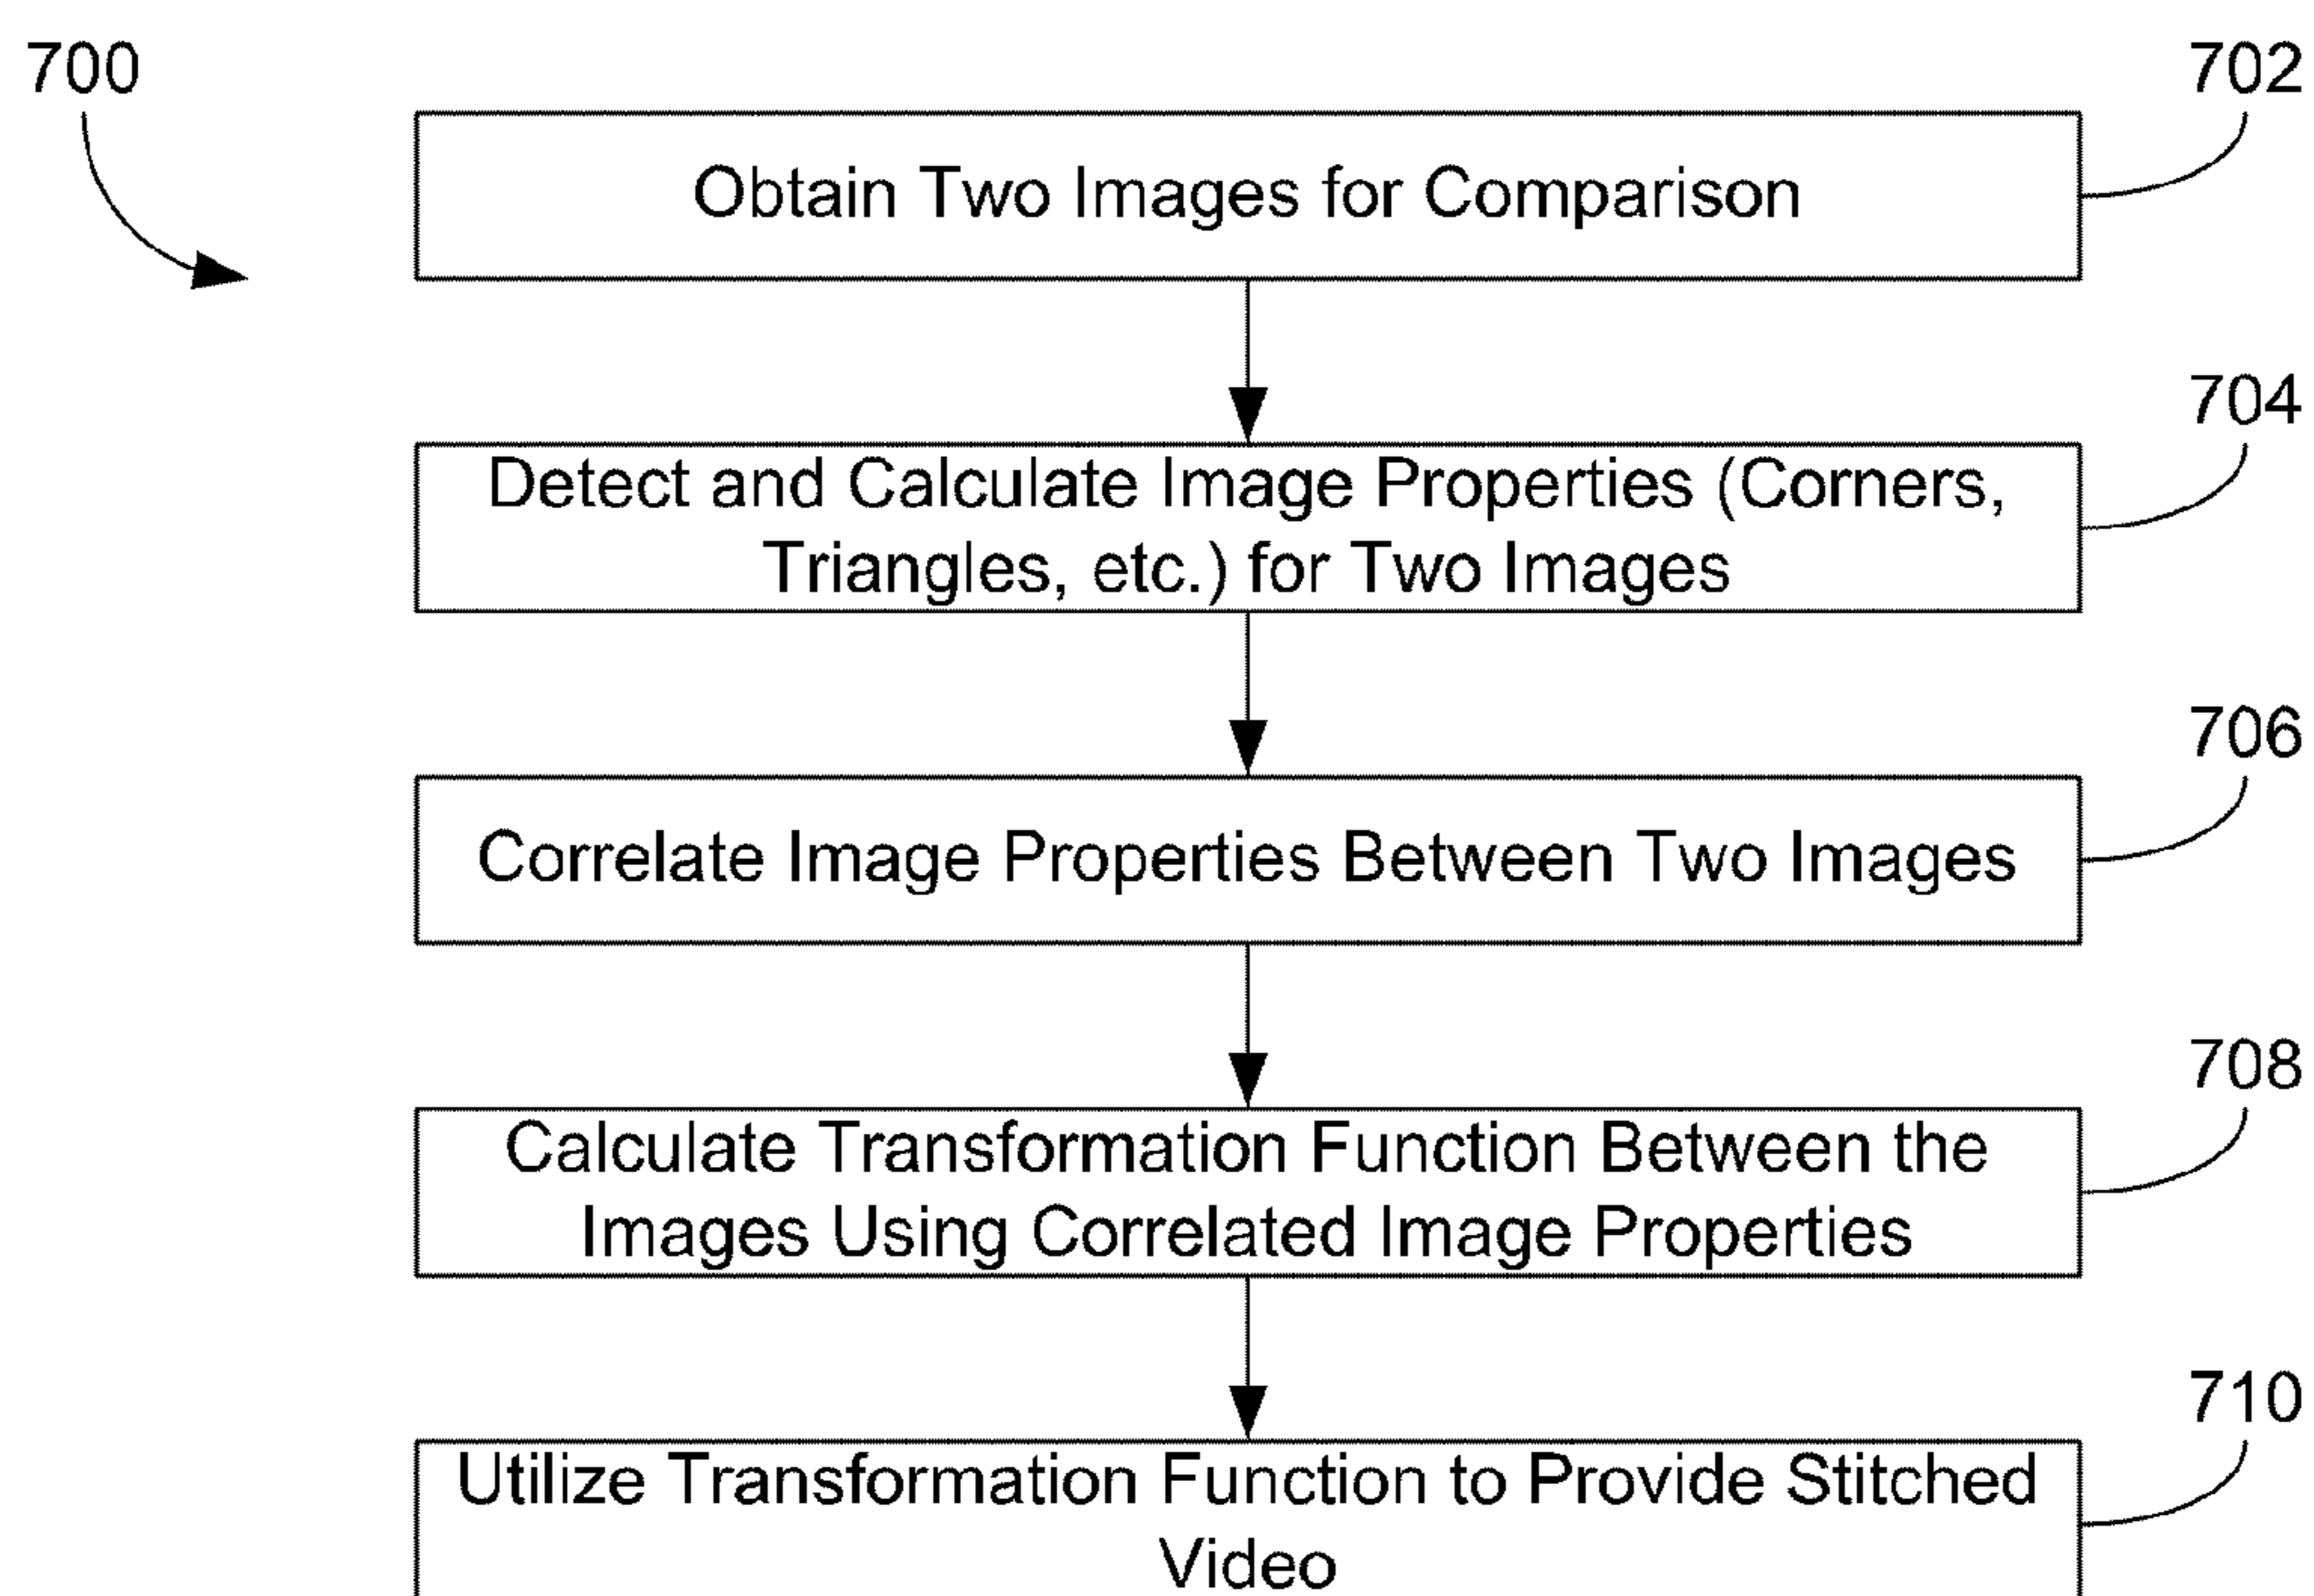 700
702
Obtain Two Images for Comparison
704
Detect and Calculate Image Properties (Corners,
Triangles, etc.) for Two Images
706
Correlate Image Properties Between Two Images
708
Calculate Transformation Function Between the
Images Using Correlated Image Properties
710
Utilize Transformation Function to Provide Stitched
Video